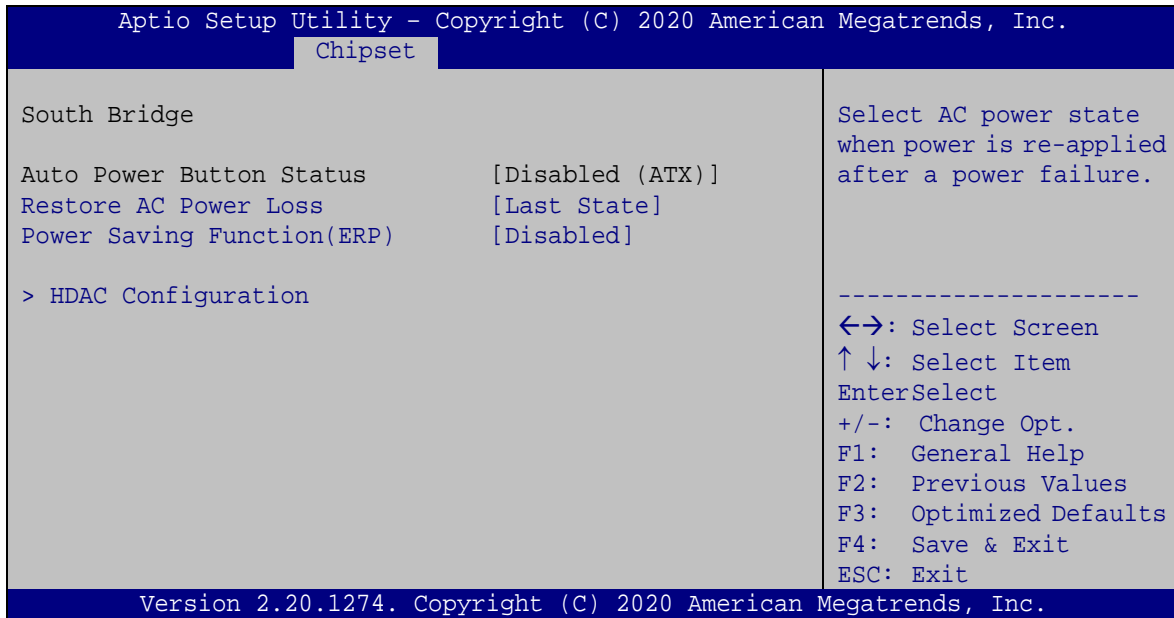 Aptio Setup Utility – Copyright (C) 2020 American Megatrends, Inc.
Chipset
South Bridge
Auto Power Button Status [Disabled (ATX)]
Restore AC Power Loss [Last State]
Power Saving Function(ERP) [Disabled]
> HDAC Configuration
Select AC power state
when power is re-applied
after a power failure.
---------------------
←→: Select Screen
↑ ↓: Select Item
EnterSelect
+/-: Change Opt.
F1: General Help
F2: Previous Values
F3: Optimized Defaults
F4: Save & Exit
ESC: Exit
Version 2.20.1274. Copyright (C) 2020 American Megatrends, Inc.